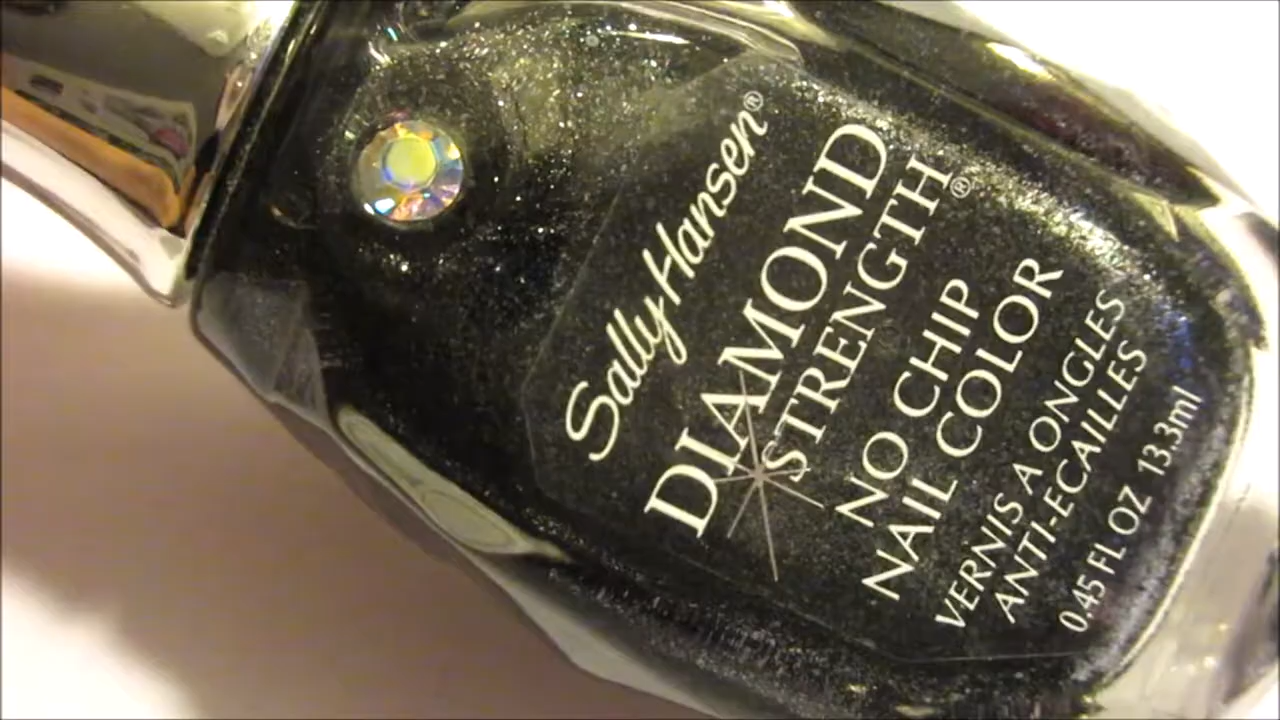 Sally Hansen®
DIAMOND
STRENGTH®
NO CHIP
NAIL COLOR
VERNIS A ONGLES
ANTI-ECAILLES
0.45 FL OZ 13.3ml